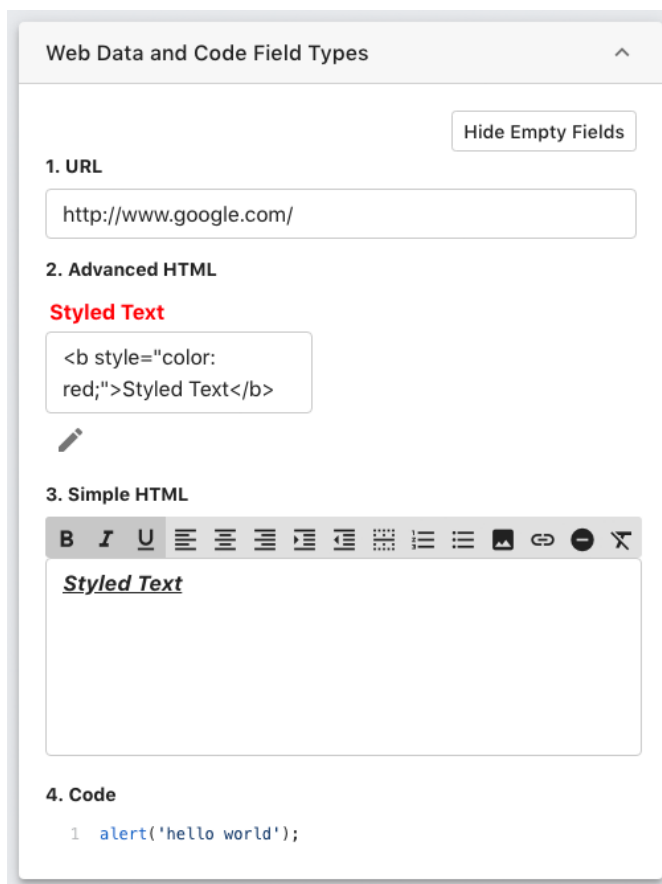 Web Data and Code Field Types
Hide Empty Fields
1. URL
http://www.google.com/
2. Advanced HTML
Styled Text
<b style="color:
red;">Styled Text</b>
3. Simple HTML
B I U
Styled Text
4. Code
1 alert('hello world');